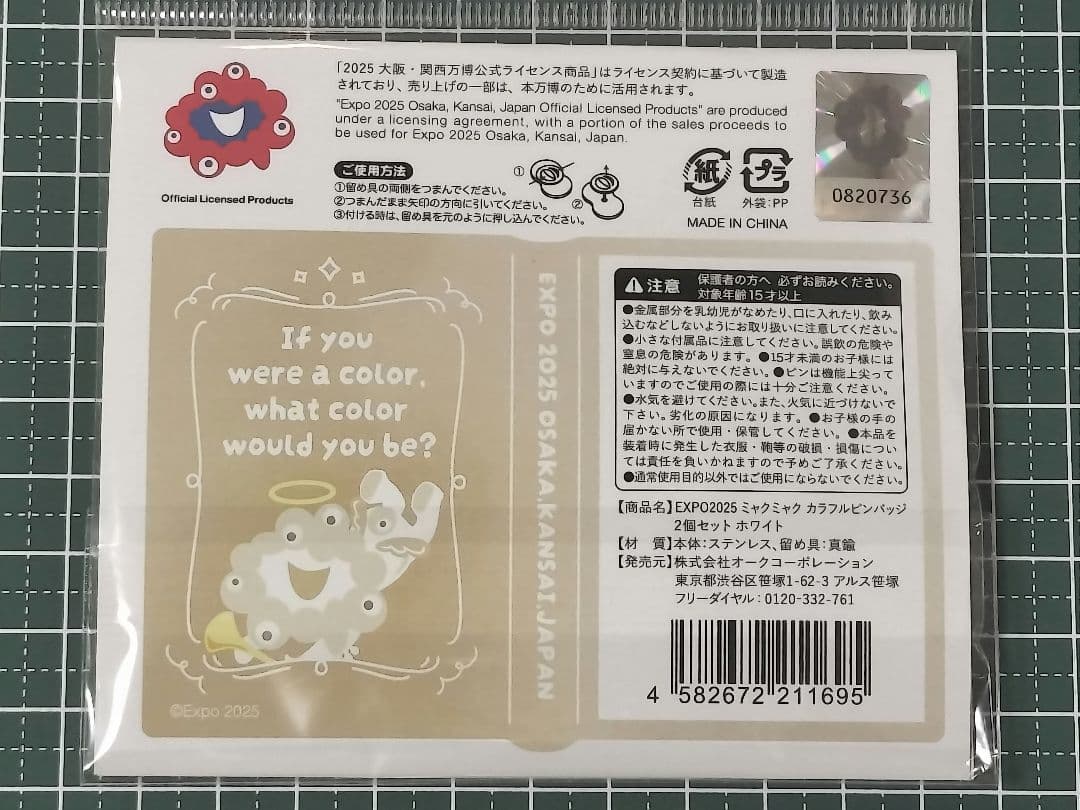 「2025 大阪・関西万博公式ライセンス商品」はライセンス契約に基づいて製造
されており、売り上げの一部は、本万博のために活用されます。
"Expo 2025 Osaka, Kansai, Japan Official Licensed Products" are produced
under a licensing agreement, with a portion of the sales proceeds to
be used for Expo 2025 Osaka, Kansai, Japan.
Official Licensed Products
ご使用方法
①留め具の両側をつまんでください。
②つまんだまま矢印の方向に引いてください。
③付ける時は、留め具を元のように押し込んでください。
①
②
紙
台紙
プラ
外袋:PP
MADE IN CHINA
0820736
If you
were a color,
what color
would you be?
©Expo 2025
EXPO 2025 OSAKA,KANSAI,JAPAN
注意 保護者の方へ 必ずお読みください。
対象年齢15才以上
●金属部分を乳幼児がなめたり、口に入れたり、飲み
込むなどしないようにお取り扱いに注意してください。
●小さな付属品に注意してください。誤飲の危険や
窒息の危険があります。●15才未満のお子様には
絶対に与えないでください。●ピンは機能上尖って
いますのでご使用の際には十分ご注意ください。
●水気を避けてください。また、火気に近づけないで
下さい。劣化の原因になります。●お子様の手の
届かない所で使用・保管してください。●本品を
装着時に発生した衣服・鞄等の破損・損傷につい
ては責任を負いかねますので予めご了承ください。
●通常使用目的以外ではご使用にならないでください。
【商品名】EXPO2025 ミャクミャク カラフルピンバッジ
2個セット ホワイト
【材　質】本体:ステンレス、留め具:真鍮
【発売元】株式会社オークコーポレーション
東京都渋谷区笹塚1-62-3 アルス笹塚
フリーダイヤル:0120-332-761
4 582672 211695